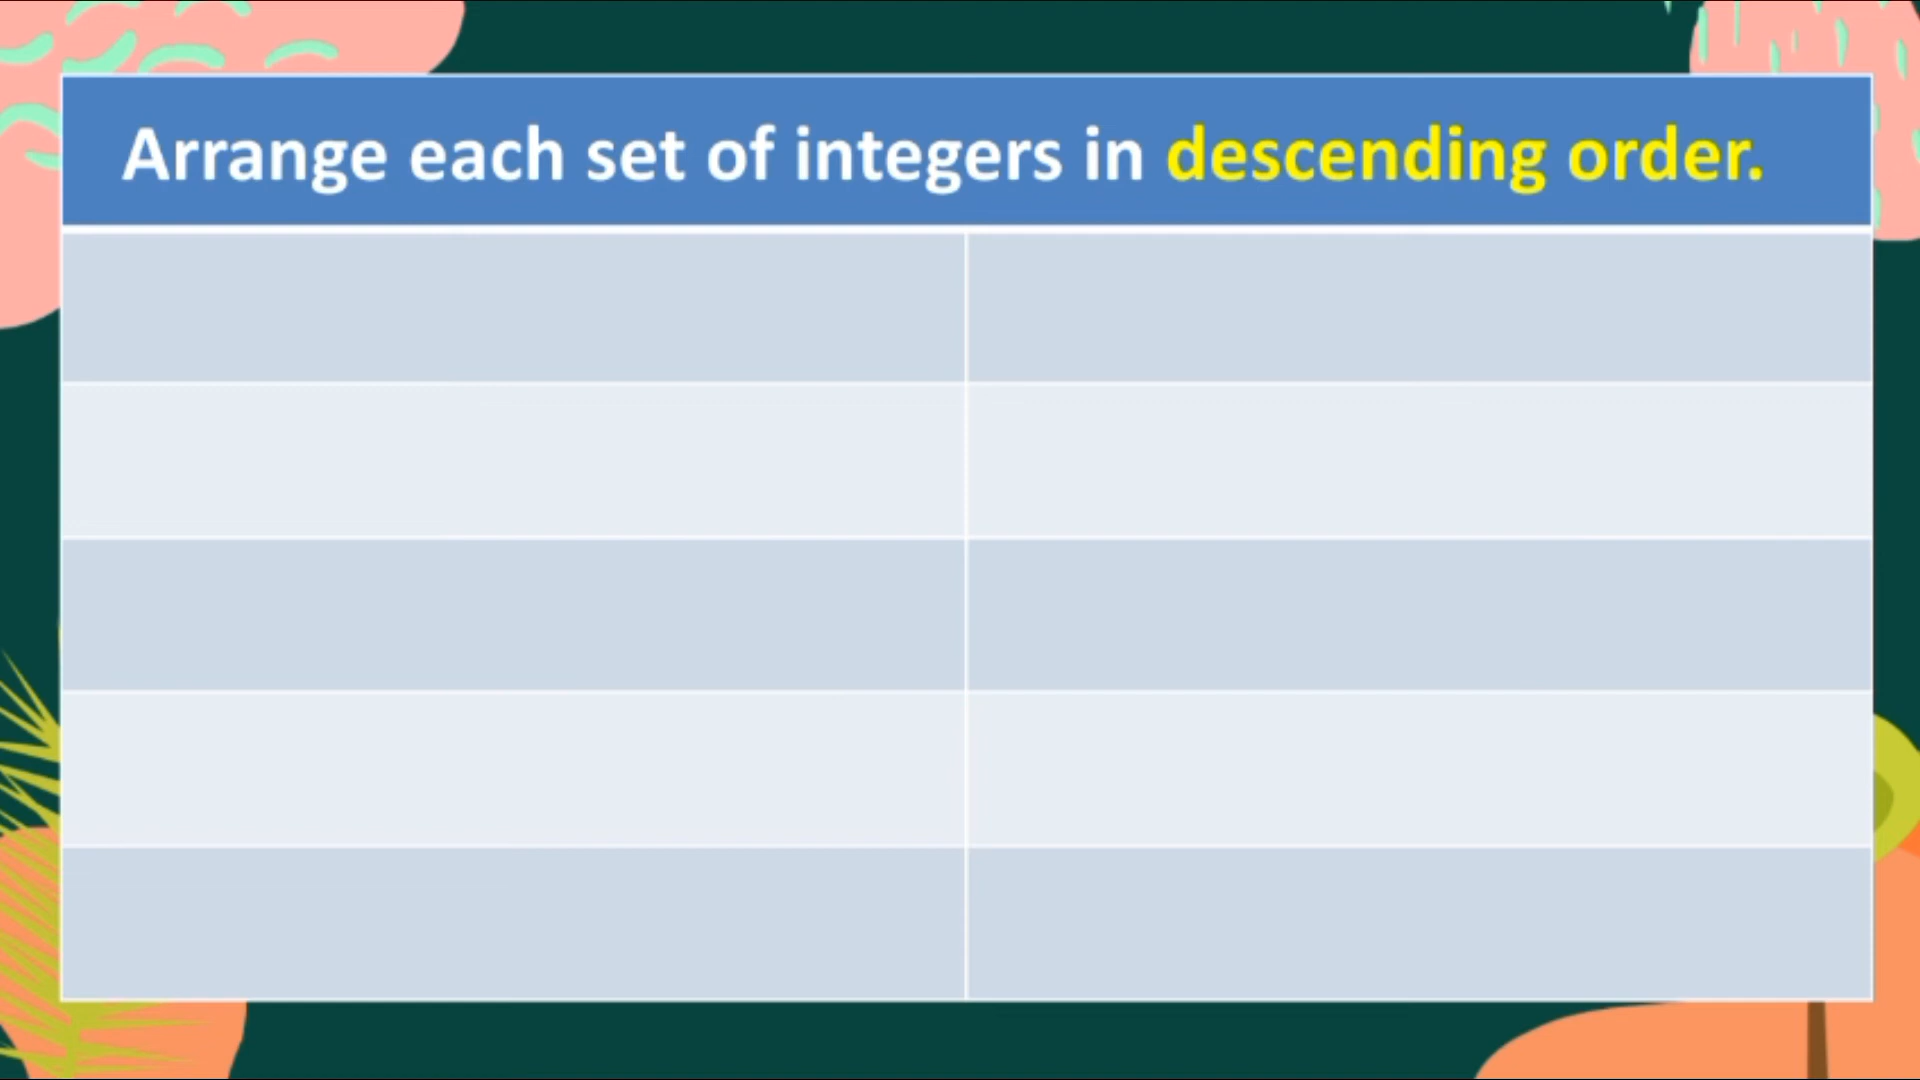 Arrange each set of integers in descending order.